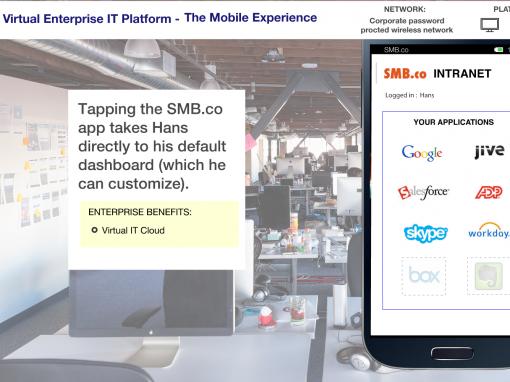 Virtual Enterprise IT Platform - The Mobile Experience
NETWORK:
Corporate password
procted wireless network
PLAT
SMB.co
1
SMB.co INTRANET
Logged in : Hans
YOUR APPLICATIONS
Google
jive
salesforce
ADP
skype
workday.
box
Tapping the SMB.co
app takes Hans
directly to his default
dashboard (which he
can customize).
ENTERPRISE BENEFITS:
Virtual IT Cloud